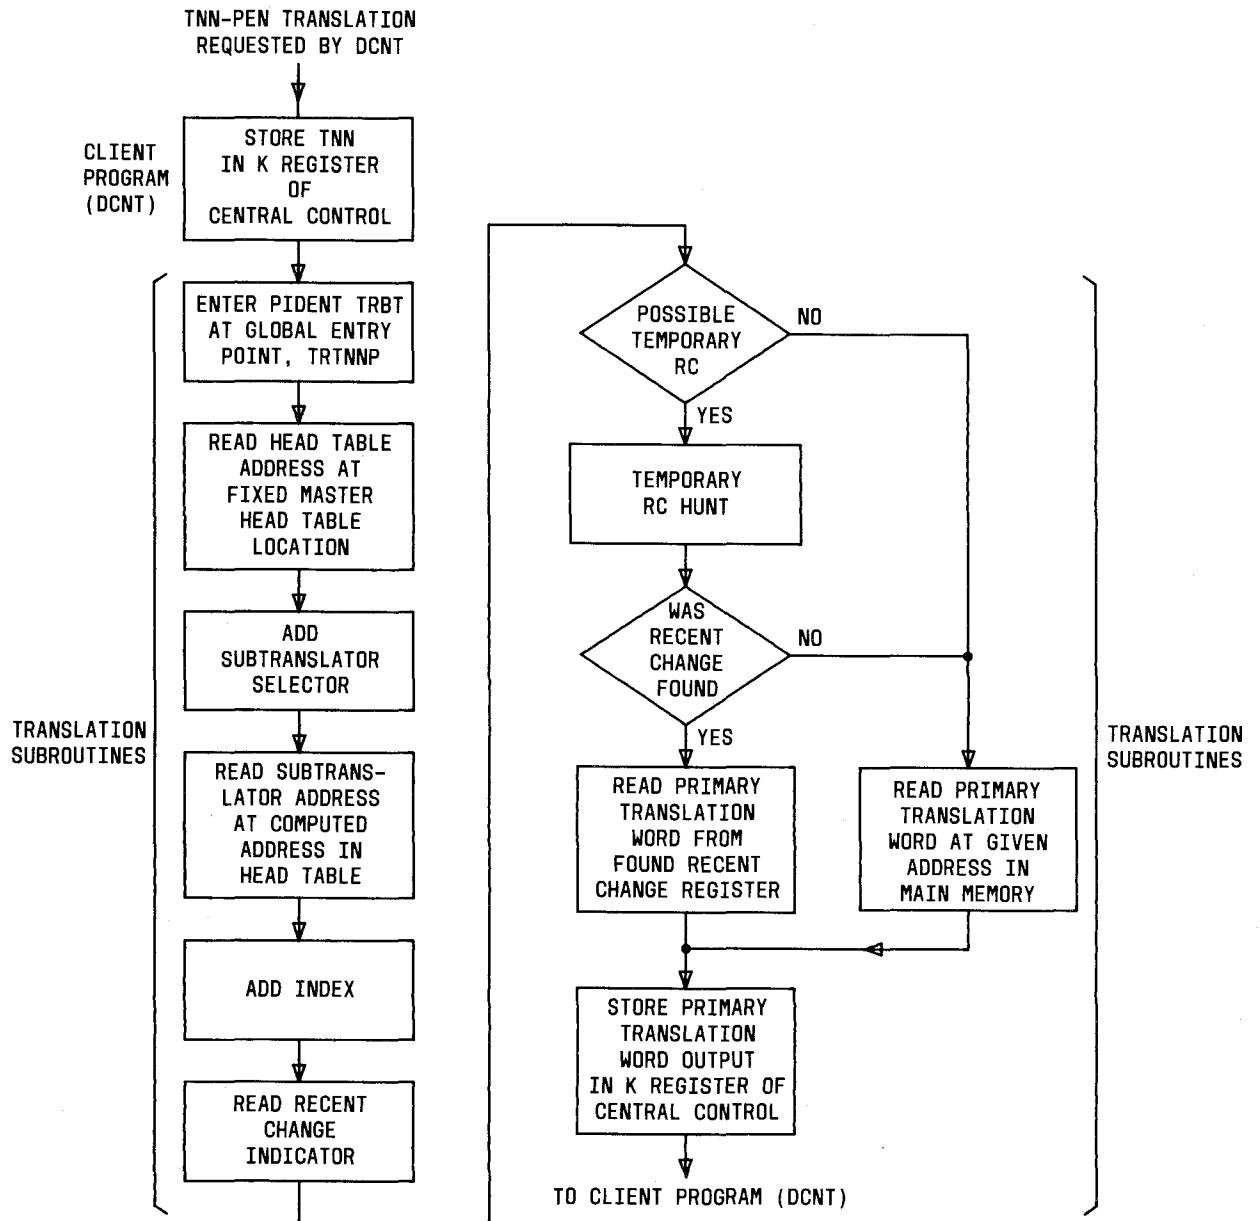 TNN-PEN TRANSLATION
REQUESTED BY DCNT
CLIENT
PROGRAM
(DCNT)
STORE TNN
IN K REGISTER
OF
CENTRAL CONTROL
ENTER PIDENT TRBT
AT GLOBAL ENTRY
POINT, TRTNNP
READ HEAD TABLE
ADDRESS AT
FIXED MASTER
HEAD TABLE
LOCATION
ADD
SUBTRANSLATOR
SELECTOR
TRANSLATION
SUBROUTINES
READ SUBTRANS-
LATOR ADDRESS
AT COMPUTED
ADDRESS IN
HEAD TABLE
ADD INDEX
READ RECENT
CHANGE
INDICATOR
POSSIBLE
TEMPORARY
RC
NO
YES
TEMPORARY
RC HUNT
WAS
RECENT
CHANGE
FOUND
NO
YES
READ PRIMARY
TRANSLATION
WORD FROM
FOUND RECENT
CHANGE REGISTER
READ PRIMARY
TRANSLATION
WORD AT GIVEN
ADDRESS IN
MAIN MEMORY
TRANSLATION
SUBROUTINES
STORE PRIMARY
TRANSLATION
WORD OUTPUT
IN K REGISTER OF
CENTRAL CONTROL
TO CLIENT PROGRAM (DCNT)